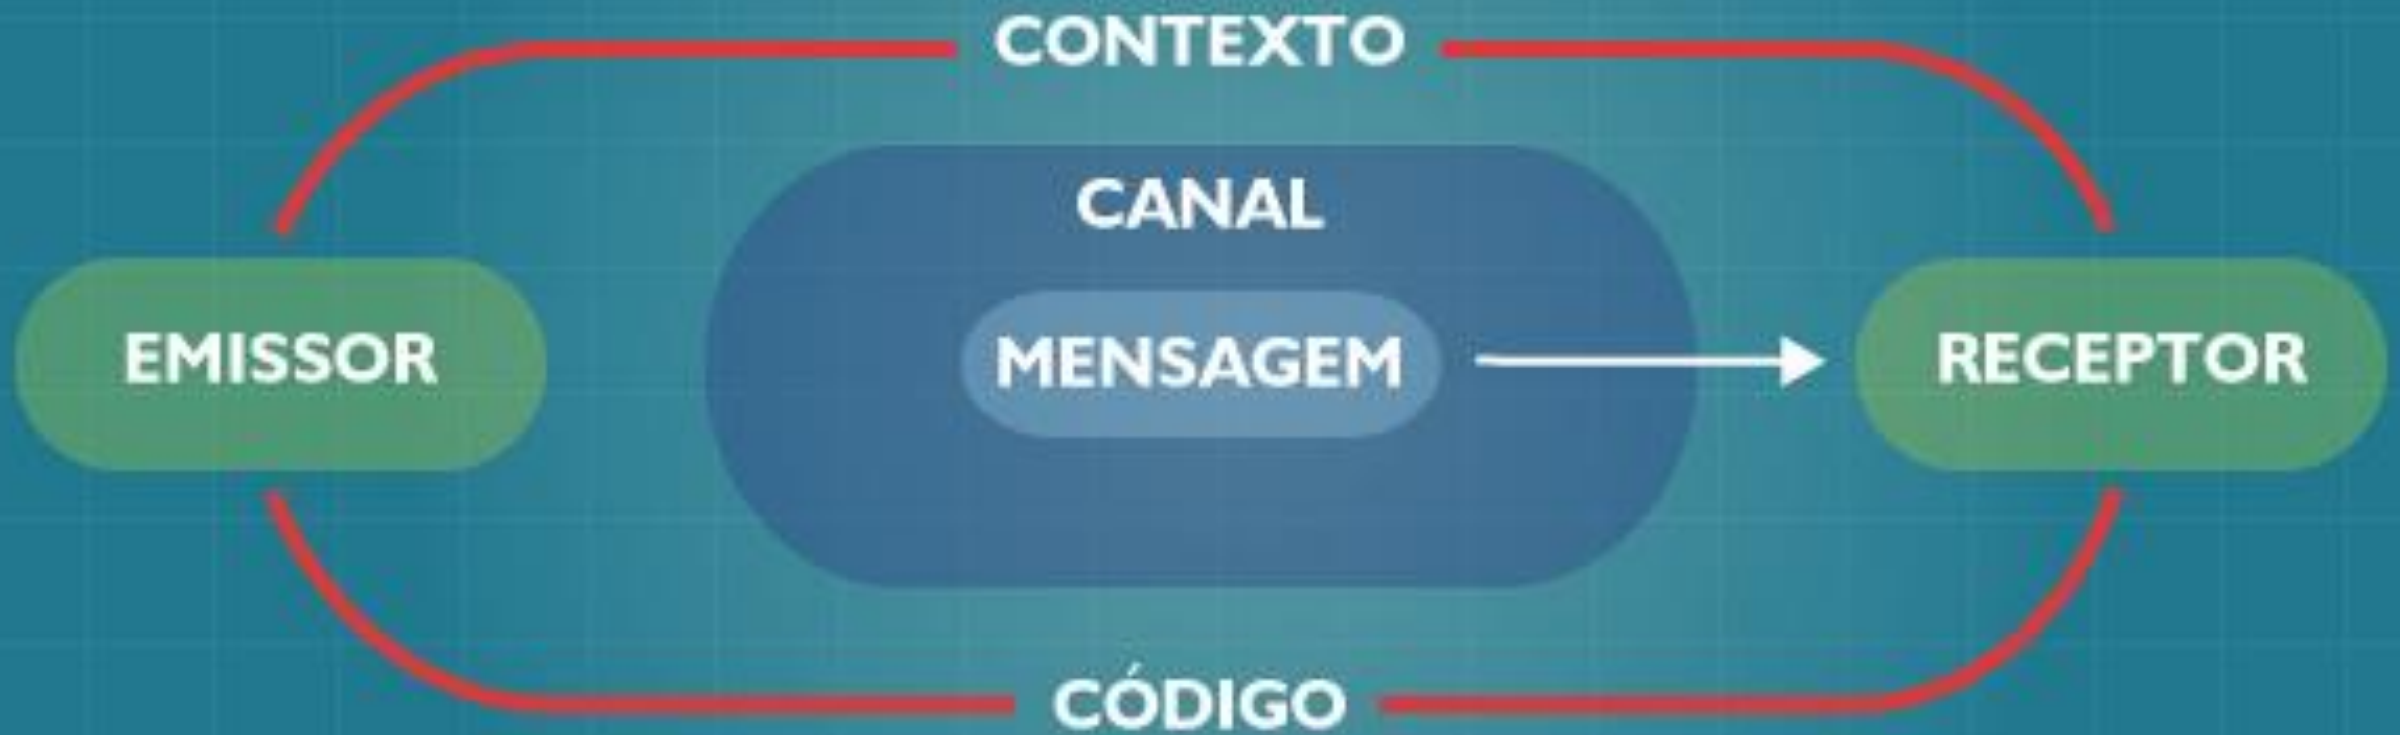 CONTEXTO
CANAL
EMISSOR
MENSAGEM
RECEPTOR
CÓDIGO